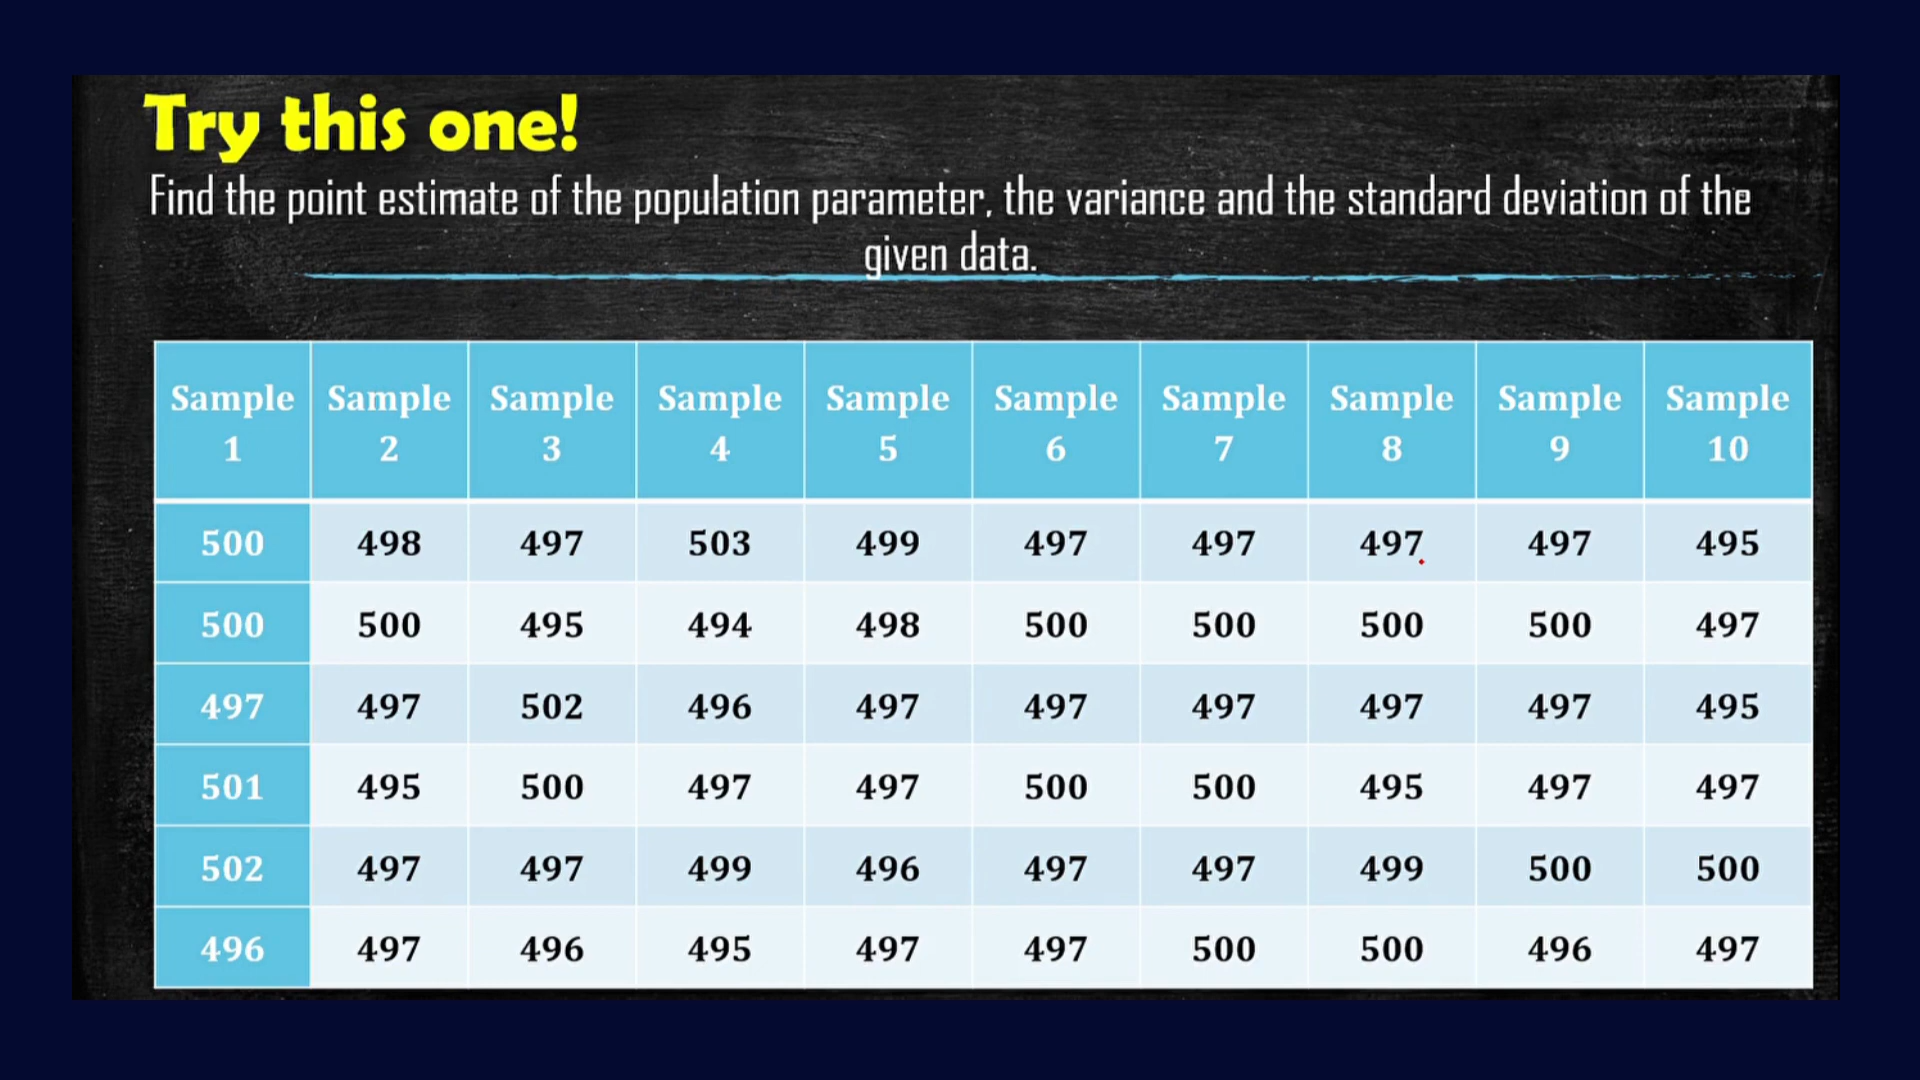 Try this one!
Find the point estimate of the population parameter, the variance and the standard deviation of the
given data.
Sample 1 Sample 2 Sample 3 Sample 4 Sample 5 Sample 6 Sample 7 Sample 8 Sample 9 Sample 10
500 498 497 503 499 497 497 497 497 495
500 500 495 494 498 500 500 500 500 497
497 497 502 496 497 497 497 497 497 495
501 495 500 497 497 500 500 495 497 497
502 497 497 499 496 497 497 499 500 500
496 497 496 495 497 497 500 500 496 497